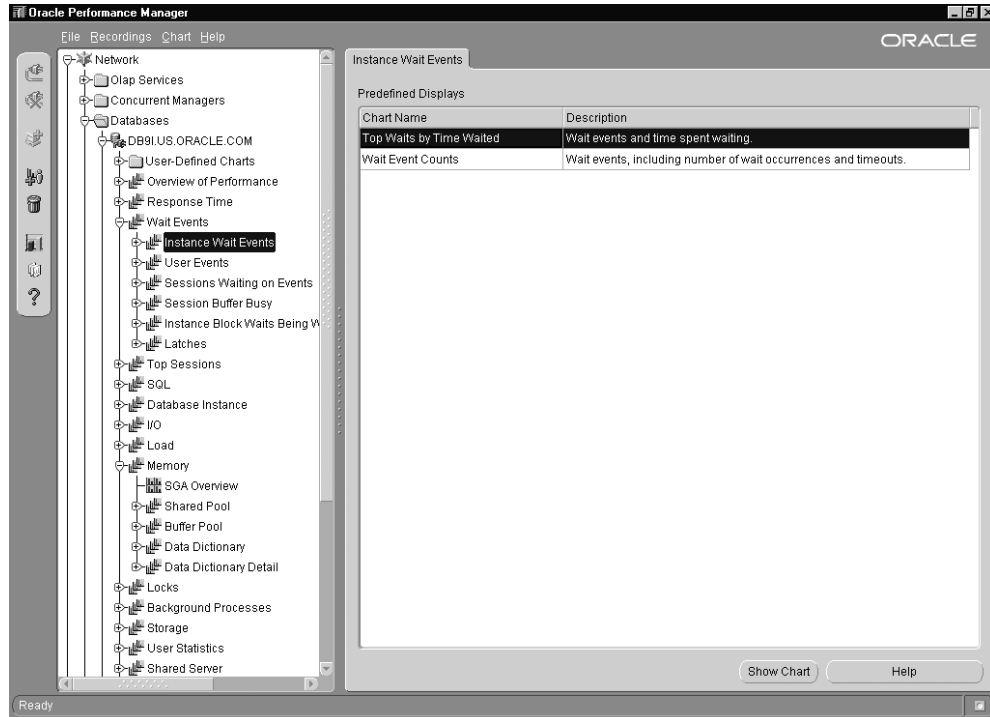 Oracle Performance Manager
File Recordings Chart Help
ORACLE
Network
Olap Services
Concurrent Managers
Databases
DB9I.US.ORACLE.COM
User-Defined Charts
Overview of Performance
Response Time
Wait Events
Instance Wait Events
User Events
Sessions Waiting on Events
Session Buffer Busy
Instance Block Waits Being W
Latches
Top Sessions
SQL
Database Instance
I/O
Load
Memory
SGA Overview
Shared Pool
Buffer Pool
Data Dictionary
Data Dictionary Detail
Locks
Background Processes
Storage
User Statistics
Shared Server
Instance Wait Events
Predefined Displays
Chart Name Description
Top Waits by Time Waited Wait events and time spent waiting.
Wait Event Counts Wait events, including number of wait occurrences and timeouts.
Show Chart Help
Ready